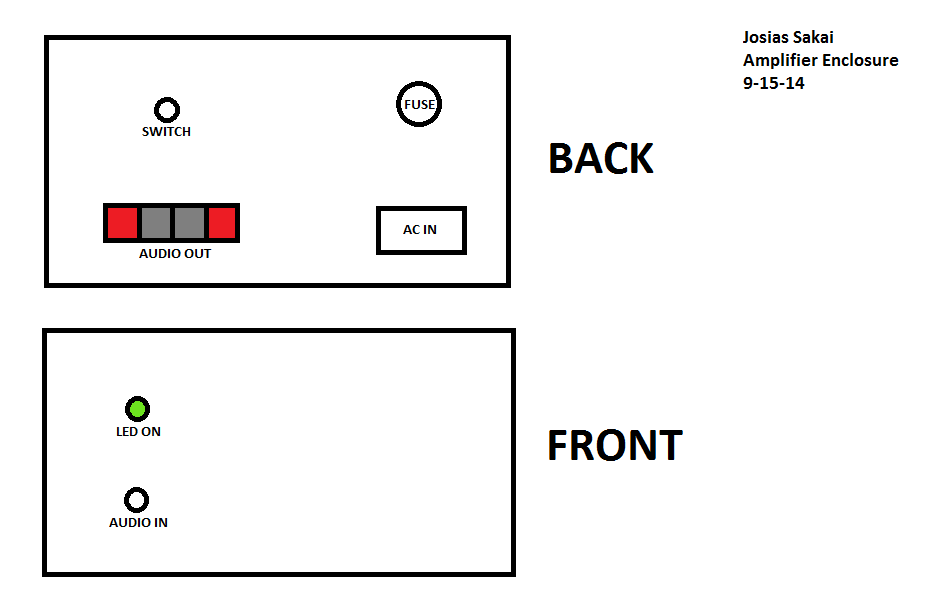 Josias Sakai
Amplifier Enclosure
9-15-14
FUSE
SWITCH
BACK
AC IN
AUDIO OUT
LED ON
FRONT
AUDIO IN